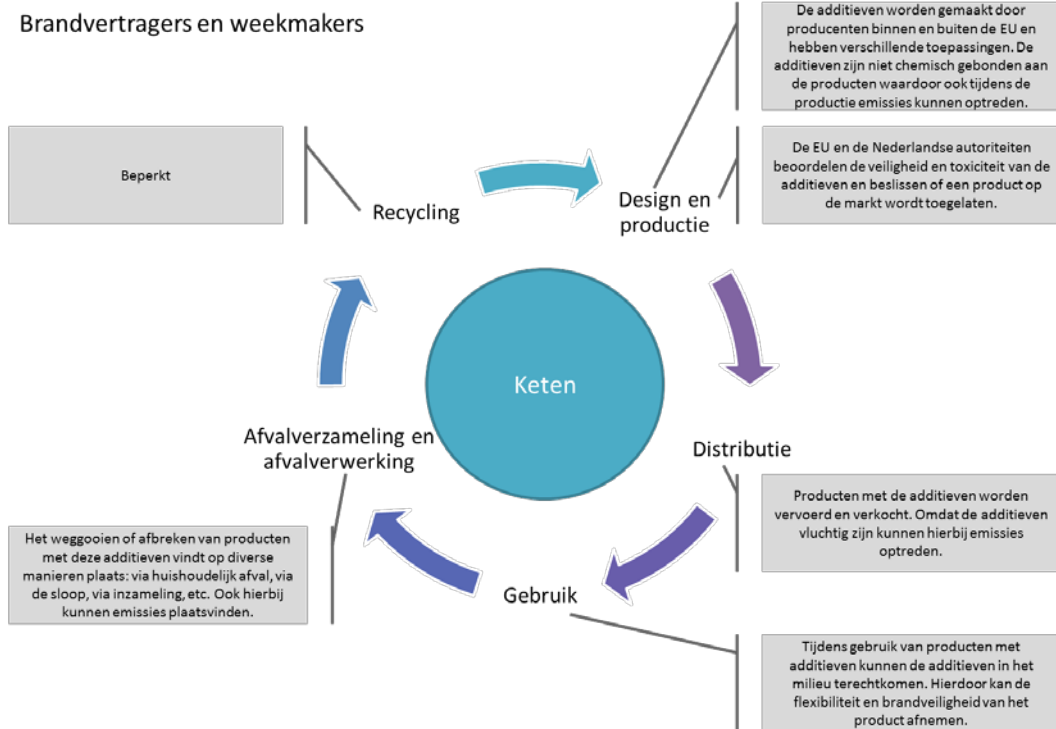 Brandvertragers en weekmakers
De additieven worden gemaakt door
producenten binnen en buiten de EU en
hebben verschillende toepassingen. De
additieven zijn niet chemisch gebonden aan
de producten waardoor ook tijdens de
productie emissies kunnen optreden.
Beperkt
De EU en de Nederlandse autoriteiten
beoordelen de veiligheid en toxiciteit van de
additieven en beslissen of een product op
de markt wordt toegelaten.
Recycling
Design en
productie
Keten
Afvalverzameling en
afvalverwerking
Distributie
Producten met de additieven worden
vervoerd en verkocht. Omdat de additieven
vluchtig zijn kunnen hierbij emissies
optreden.
Het weggooien of afbreken van producten
met deze additieven vindt op diverse
manieren plaats: via huishoudelijk afval, via
de sloop, via inzameling, etc. Ook hierbij
kunnen emissies plaatsvinden.
Gebruik
Tijdens gebruik van producten met
additieven kunnen de additieven in het
milieu terechtkomen. Hierdoor kan de
flexibiliteit en brandveiligheid van het
product afnemen.